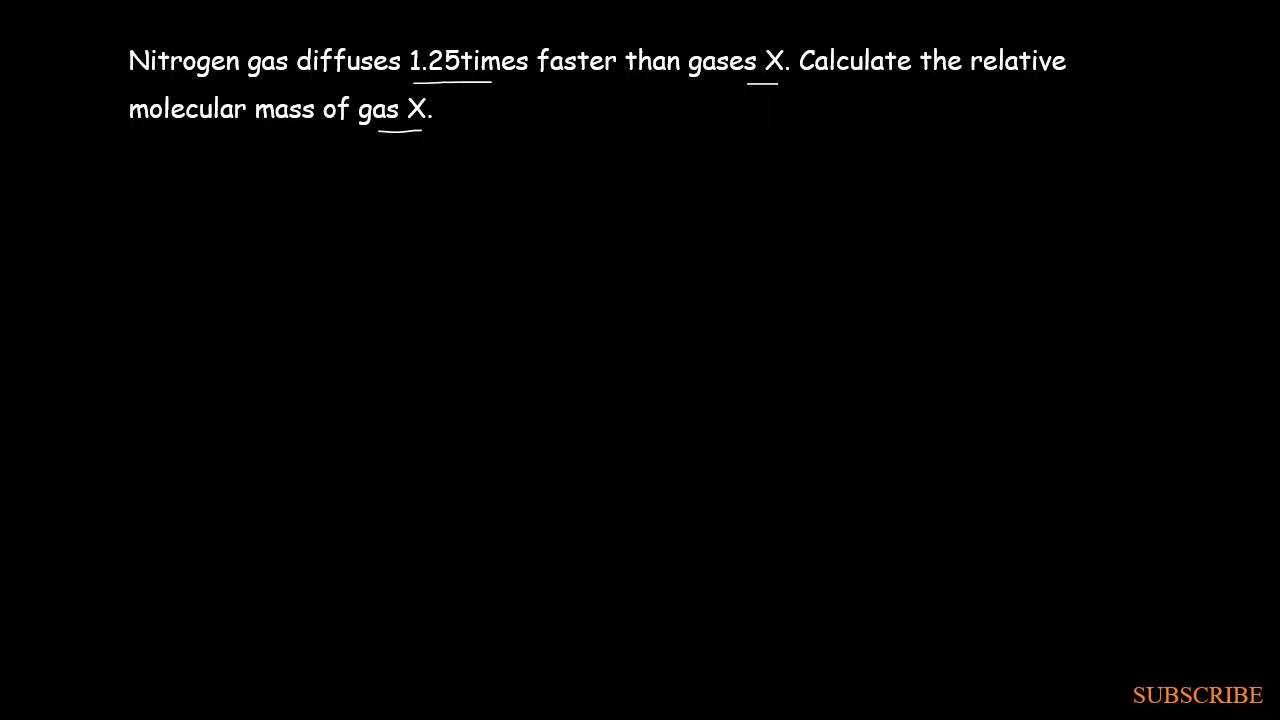 Nitrogen gas diffuses 1.25times faster than gases X. Calculate the relative
molecular mass of gas X.
SUBSCRIBE